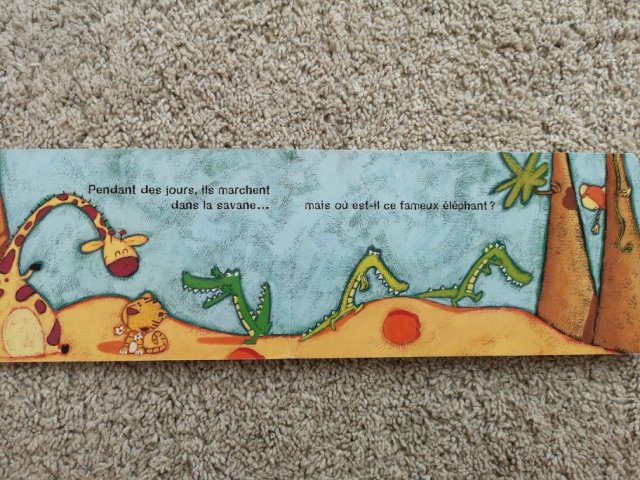 Pendant des jours, ils marchent
dans la savane...
mais où est-il ce fameux éléphant ?